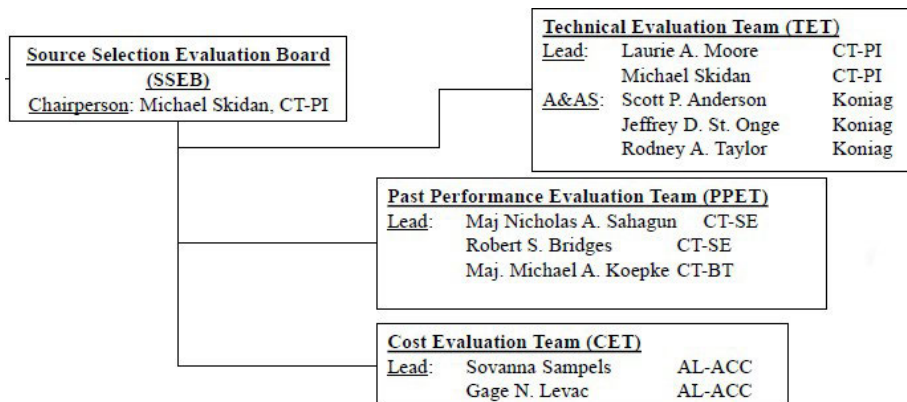 Source Selection Evaluation Board
(SSEB)
Chairperson: Michael Skidan, CT-PI
Technical Evaluation Team (TET)
Lead: Laurie A. Moore CT-PI
Michael Skidan CT-PI
A&AS: Scott P. Anderson Koniag
Jeffrey D. St. Onge Koniag
Rodney A. Taylor Koniag
Past Performance Evaluation Team (PPET)
Lead: Maj Nicholas A. Sahagun CT-SE
Robert S. Bridges CT-SE
Maj. Michael A. Koepke CT-BT
Cost Evaluation Team (CET)
Lead: Sovanna Sampels AL-ACC
Gage N. Levac AL-ACC